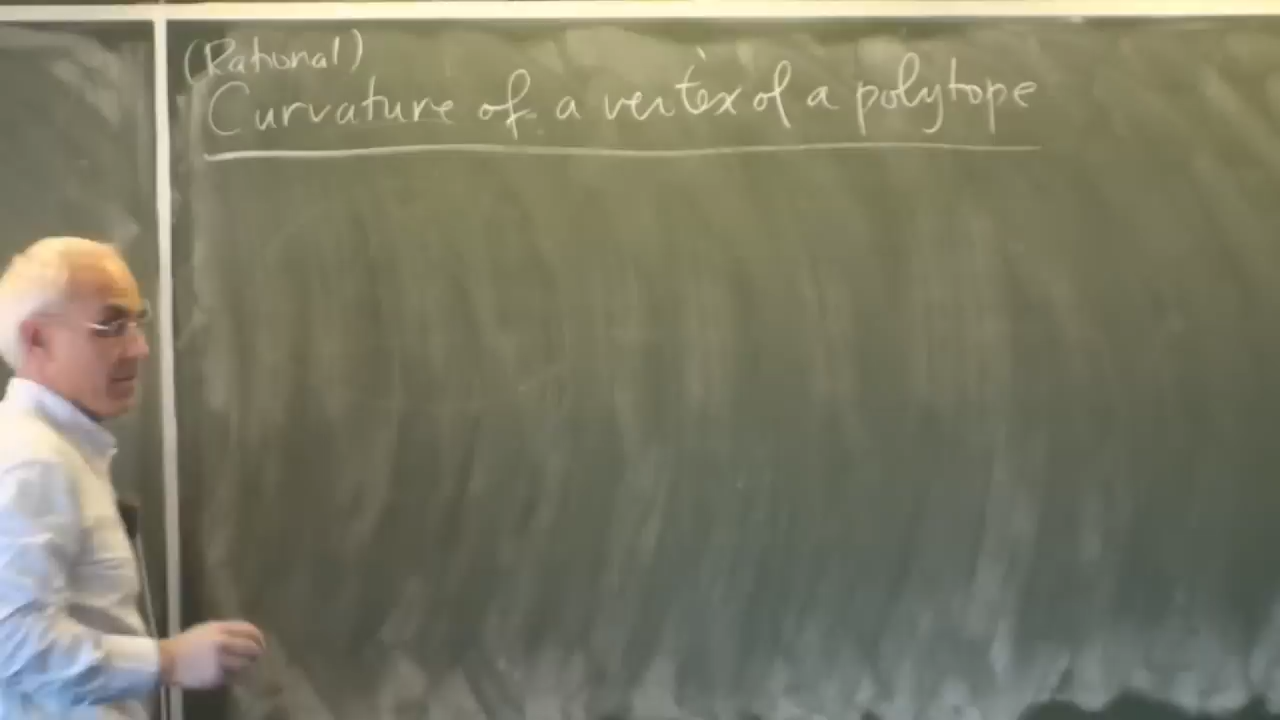 (Rational)
Curvature of a vertex of a polytope